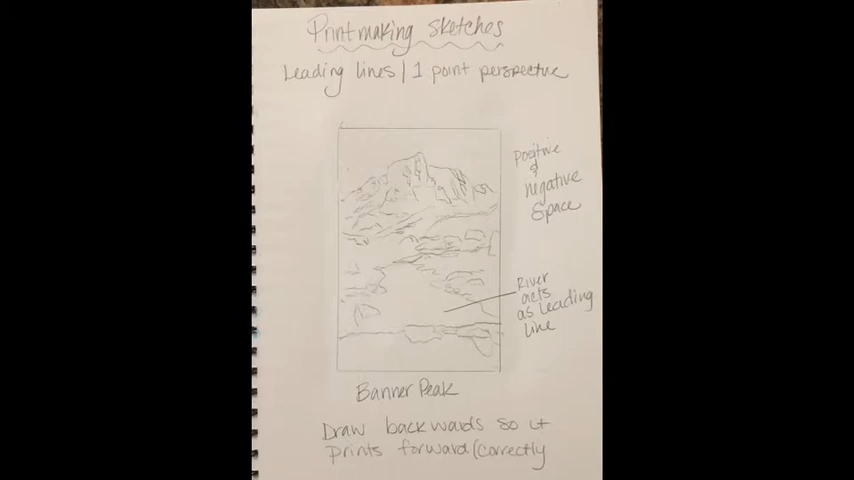 Printmaking Sketches
Leading lines | 1 point perspective
Positive
&
negative
Space
River
acts
as Leading
line
Banner Peak
Draw backwards so it
prints forward (correctly